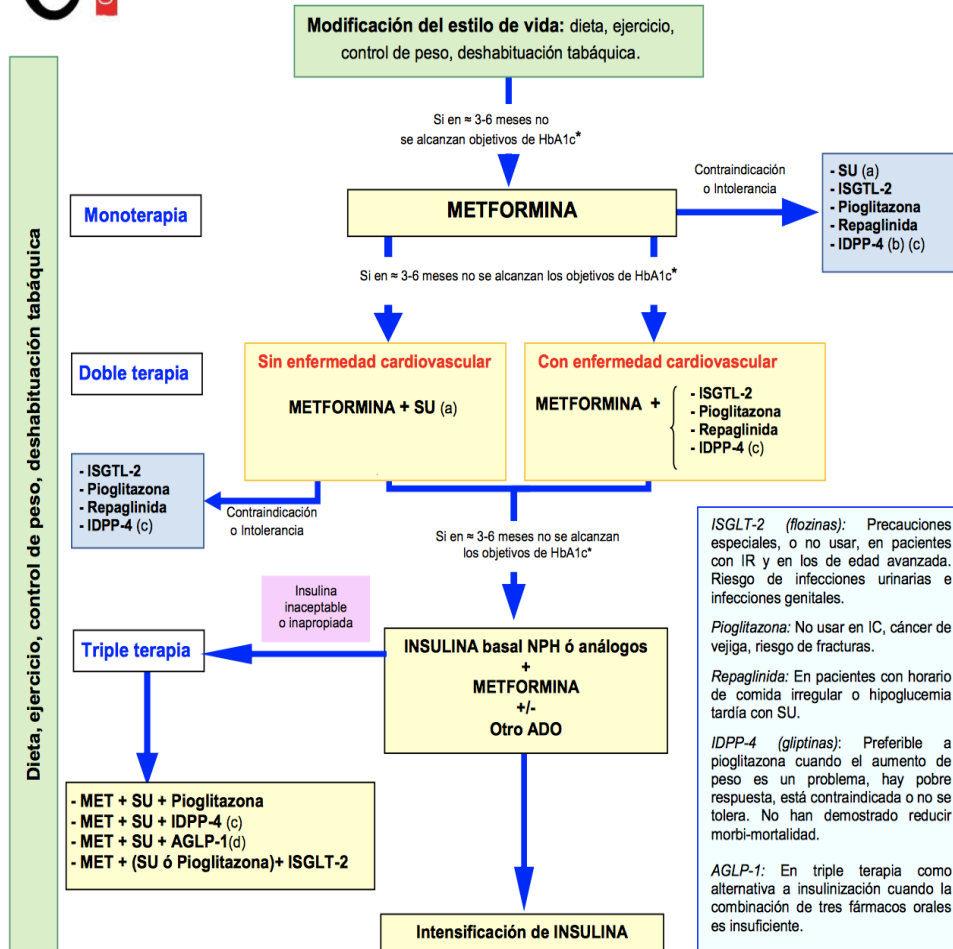 Modificación del estilo de vida: dieta, ejercicio,
control de peso, deshabituación tabáquica.
Dieta, ejercicio, control de peso, deshabituación tabáquica
Si en ≈ 3-6 meses no
se alcanzan objetivos de HbA1c*
Monoterapia
METFORMINA
Contraindicación
o Intolerancia
- SU (a)
- ISGTL-2
- Pioglitazona
- Repaglinida
- IDPP-4 (b) (c)
Si en ≈ 3-6 meses no se alcanzan los objetivos de HbA1c*
Doble terapia
Sin enfermedad cardiovascular
METFORMINA + SU (a)
Con enfermedad cardiovascular
METFORMINA +
- ISGTL-2
- Pioglitazona
- Repaglinida
- IDPP-4 (c)
- ISGTL-2
- Pioglitazona
- Repaglinida
- IDPP-4 (c)
Contraindicación
o Intolerancia
Si en ≈ 3-6 meses no se alcanzan
los objetivos de HbA1c*
Insulina
inaceptable
o inapropiada
Triple terapia
INSULINA basal NPH ó análogos
+
METFORMINA
+/-
Otro ADO
- MET + SU + Pioglitazona
- MET + SU + IDPP-4 (c)
- MET + SU + AGLP-1(d)
- MET + (SU ó Pioglitazona)+ ISGLT-2
Intensificación de INSULINA
ISGLT-2 (flozinas): Precauciones
especiales, o no usar, en pacientes
con IR y en los de edad avanzada.
Riesgo de infecciones urinarias e
infecciones genitales.
Pioglitazona: No usar en IC, cáncer de
vejiga, riesgo de fracturas.
Repaglinida: En pacientes con horario
de comida irregular o hipoglucemia
tardía con SU.
IDPP-4 (gliptinas): Preferible a
pioglitazona cuando el aumento de
peso es un problema, hay pobre
respuesta, está contraindicada o no se
tolera. No han demostrado reducir
morbi-mortalidad.
AGLP-1: En triple terapia como
alternativa a insulinización cuando la
combinación de tres fármacos orales
es insuficiente.